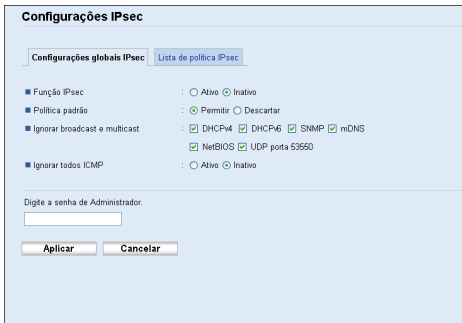 Configurações IPsec
Configurações globais IPsec Lista de política IPsec
Função IPsec : Ativo Inativo
Política padrão : Permitir Descartar
Ignorar broadcast e multicast : DHCPv4 DHCPv6 SNMP mDNS
NetBIOS UDP porta 53550
Ignorar todos ICMP : Ativo Inativo
Digite a senha de Administrador.
Aplicar Cancelar